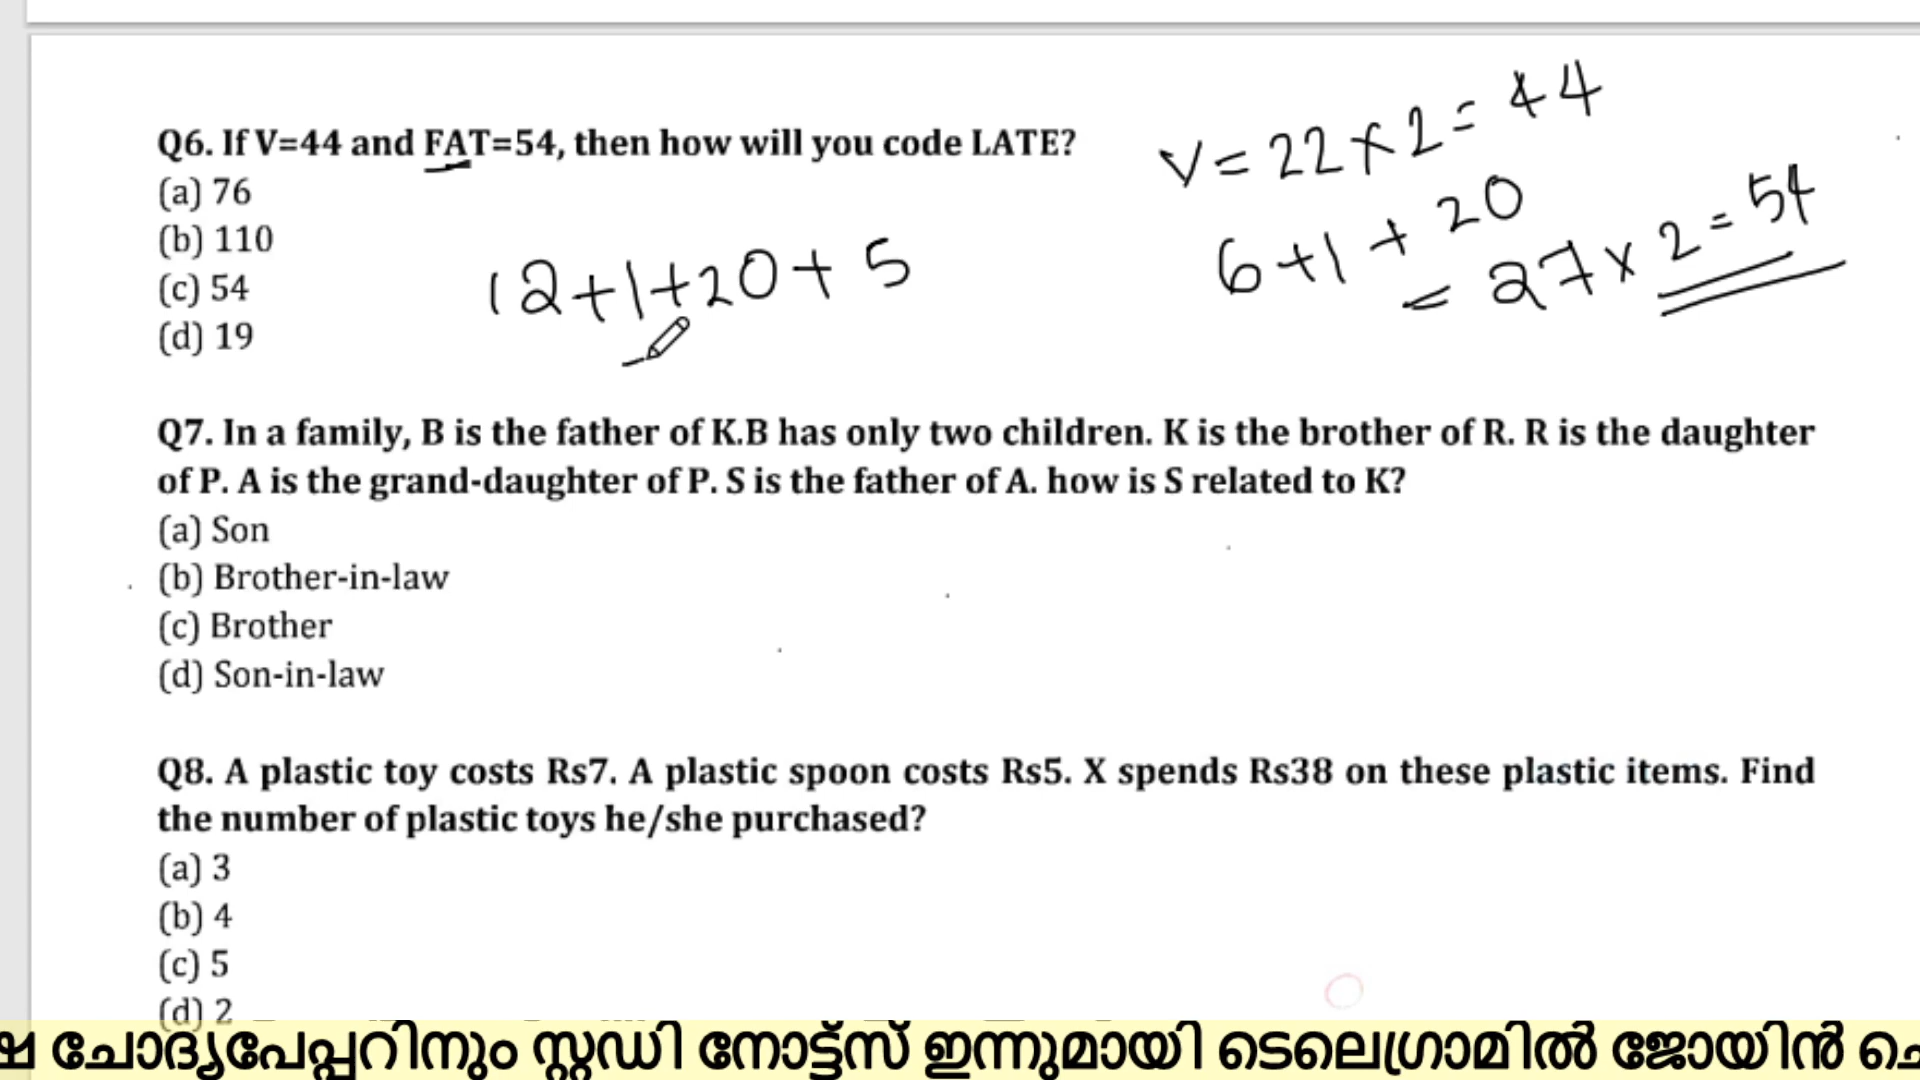 Q6. If V=44 and FAT=54, then how will you code LATE?
(a) 76
(b) 110
(c) 54
(d) 19
V = 22 × 2 = 44
6+1 + 20
= 27 × 2 = 54
12+1+20+ 5
Q7. In a family, B is the father of K.B has only two children. K is the brother of R. R is the daughter
of P. A is the grand-daughter of P. S is the father of A. how is S related to K?
(a) Son
(b) Brother-in-law
(c) Brother
(d) Son-in-law
Q8. A plastic toy costs Rs7. A plastic spoon costs Rs5. X spends Rs38 on these plastic items. Find
the number of plastic toys he/she purchased?
(a) 3
(b) 4
(c) 5
(d) 2
ചോദ്യപേപ്പറിനും സ്റ്റഡി നോട്ട്സ് ഇന്നുമായി ടെലെഗ്രാമിൽ ജോയിൻ